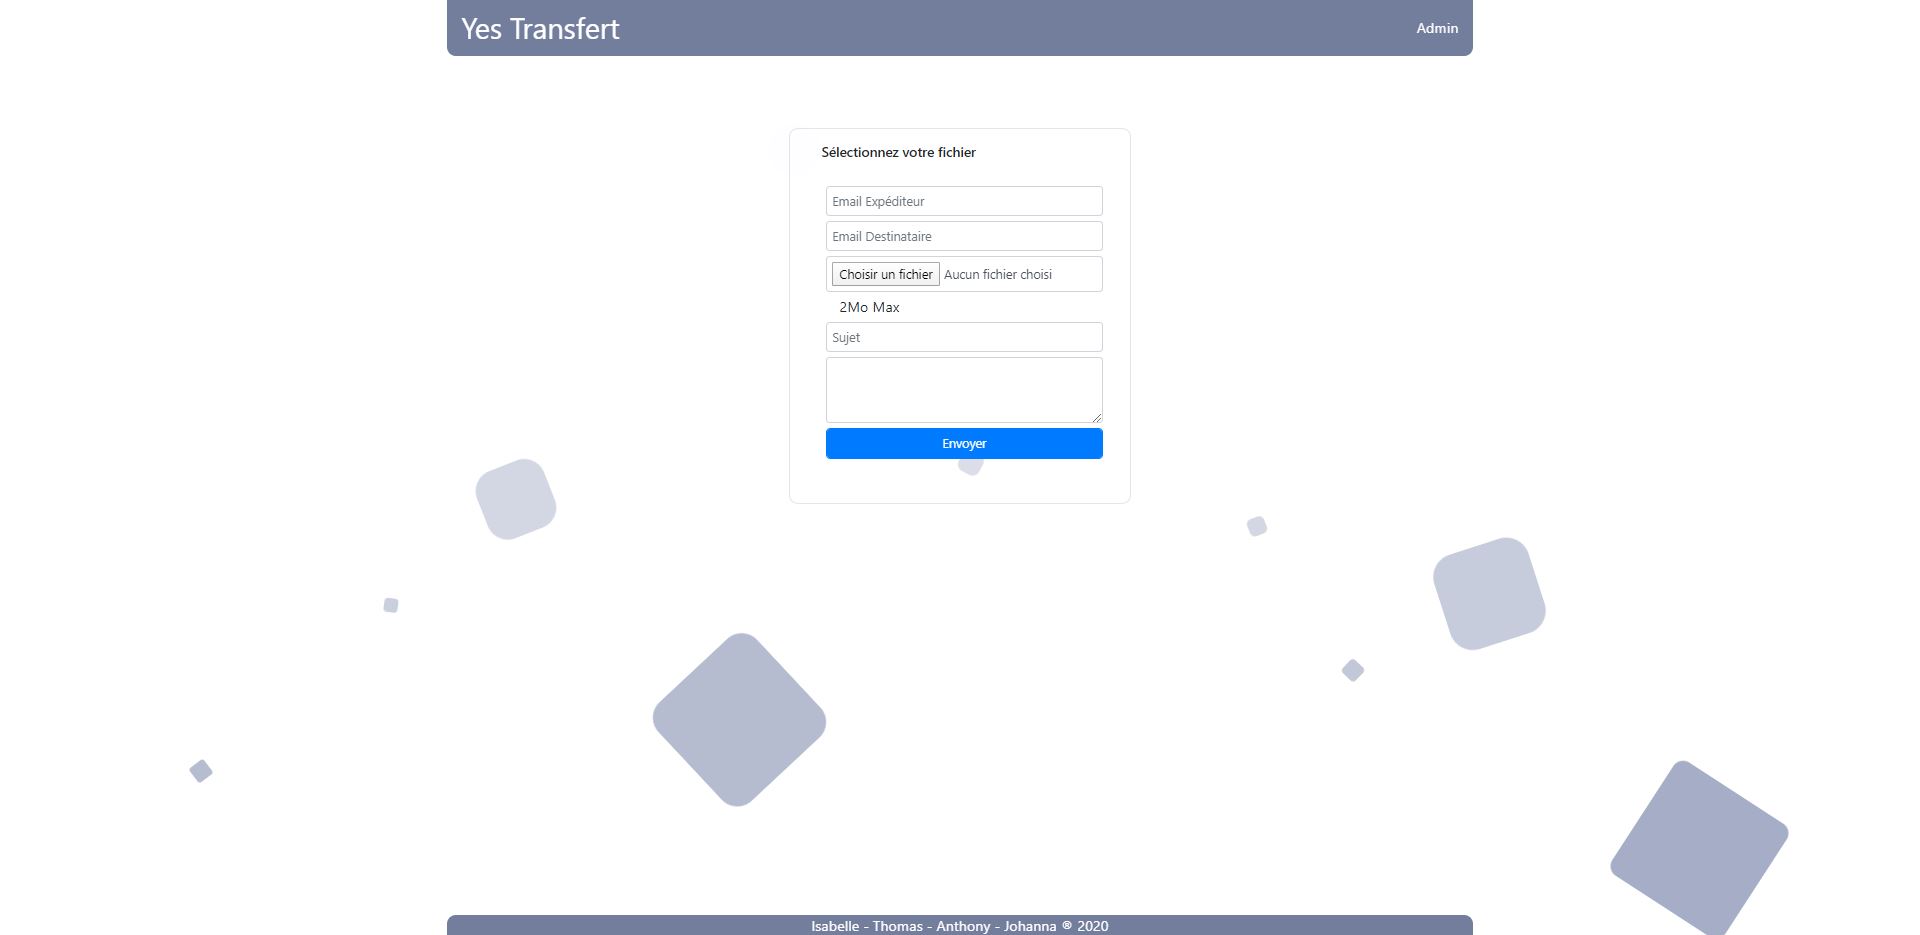 Yes Transfert
Admin
Sélectionnez votre fichier
Email Expéditeur
Email Destinataire
Choisir un fichier Aucun fichier choisi
2Mo Max
Sujet
Envoyer
Isabelle - Thomas - Anthony - Johanna ® 2020